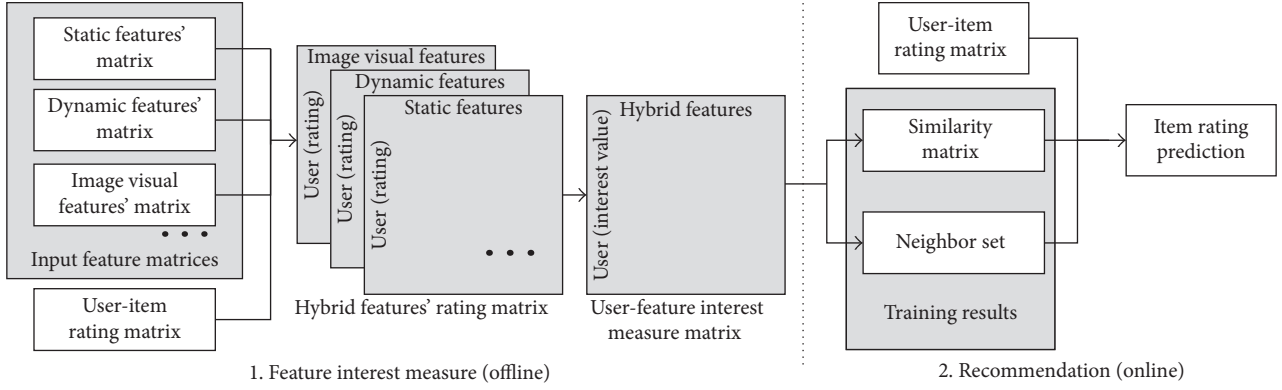 Static features'
matrix
Dynamic features'
matrix
Image visual
features' matrix
• • •
Input feature matrices
User-item
rating matrix
Image visual features
User (rating)
Dynamic features
User (rating)
Static features
User (rating)
• • •
Hybrid features' rating matrix
Hybrid features
User (interest value)
User-feature interest
measure matrix
1. Feature interest measure (offline)
User-item
rating matrix
Similarity
matrix
Neighbor set
Training results
Item rating
prediction
2. Recommendation (online)